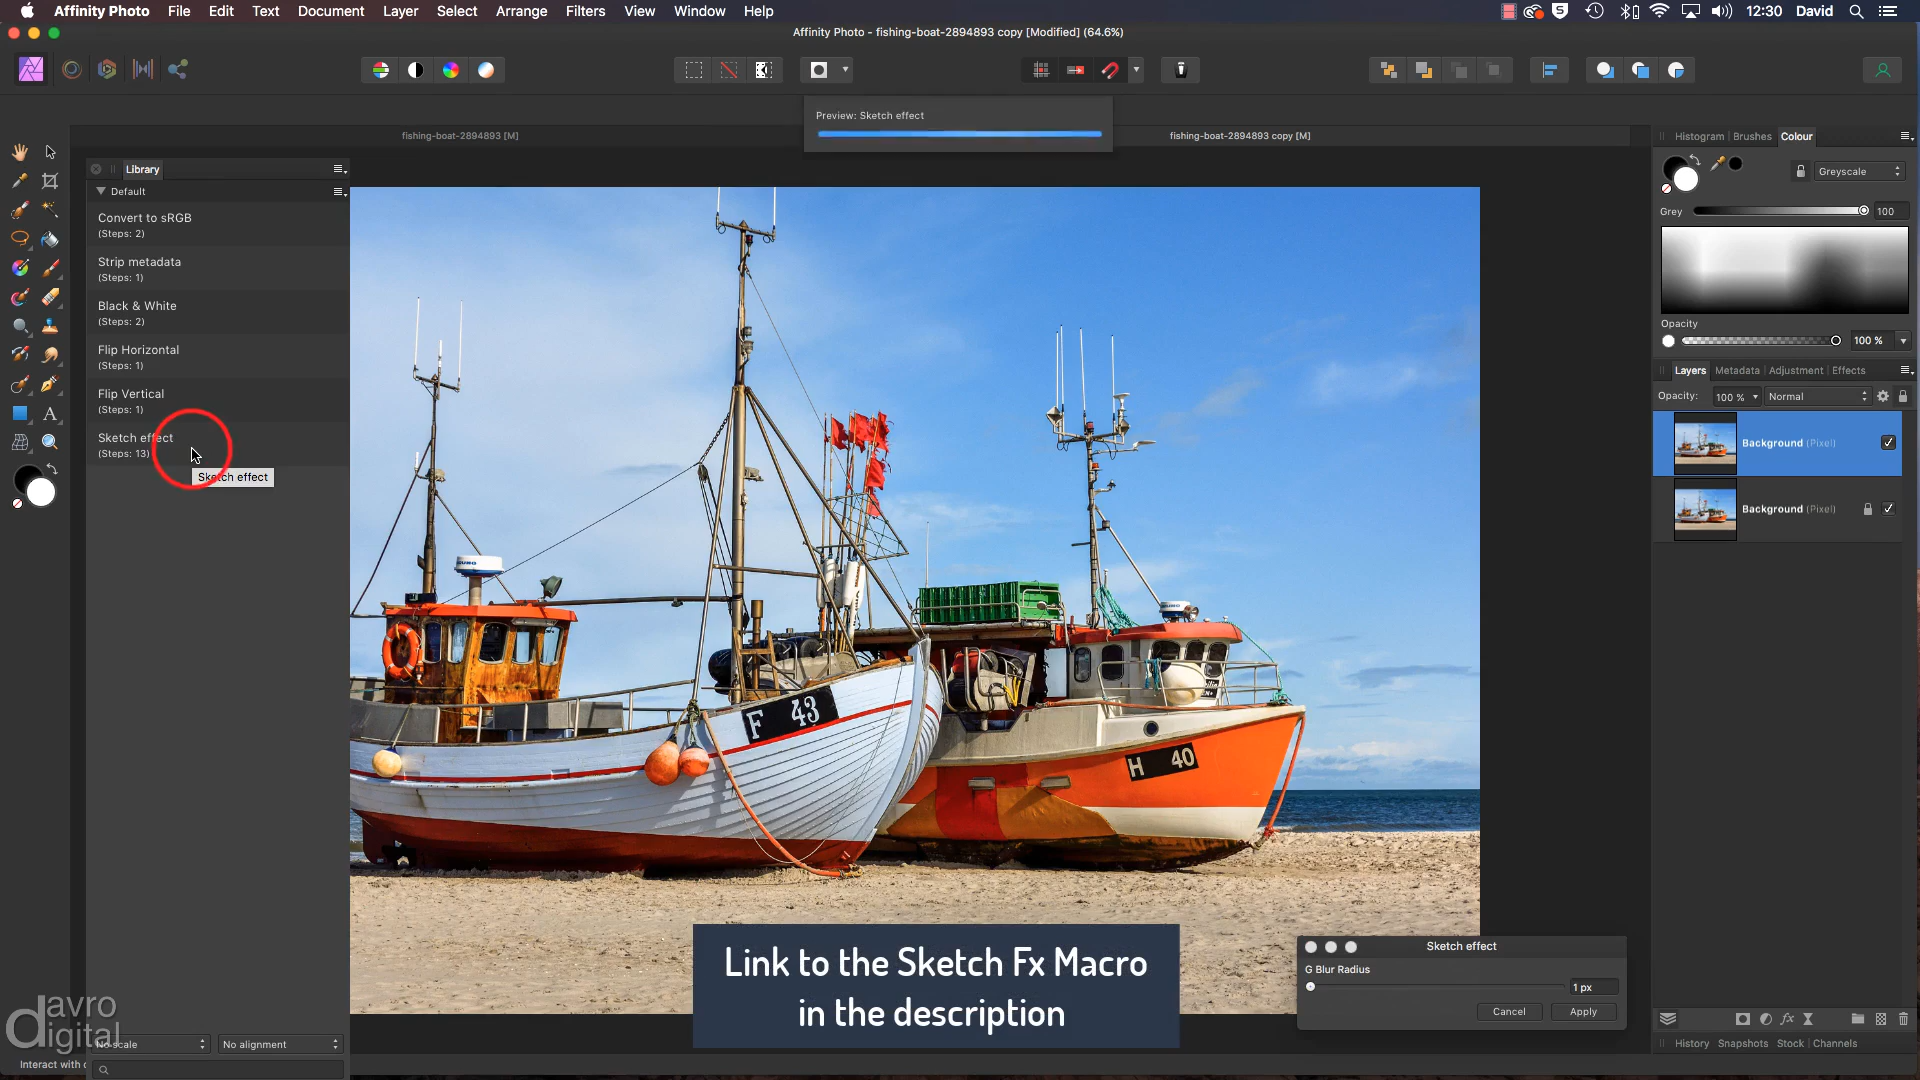 Affinity Photo File Edit Text Document Layer Select Arrange Filters View Window Help
12:30 David
Affinity Photo - fishing-boat-2894893 copy [Modified] (64.6%)
Preview: Sketch effect
fishing-boat-2894893 [M]
fishing-boat-2894893 copy [M]
Histogram Brushes Colour
Library
Default
Convert to sRGB
(Steps: 2)
Strip metadata
(Steps: 1)
Black & White
(Steps: 2)
Flip Horizontal
(Steps: 1)
Flip Vertical
(Steps: 1)
Sketch effect
(Steps: 13)
Sketch effect
Greyscale
Grey 100
Opacity
100 %
Layers Metadata Adjustment Effects
Opacity: 100 % Normal
Background (Pixel)
Background (Pixel)
F 43
H 40
Link to the Sketch Fx Macro
in the description
Sketch effect
G Blur Radius
1 px
Cancel Apply
davro
digital
No scale
No alignment
History Snapshots Stock Channels
Interact with